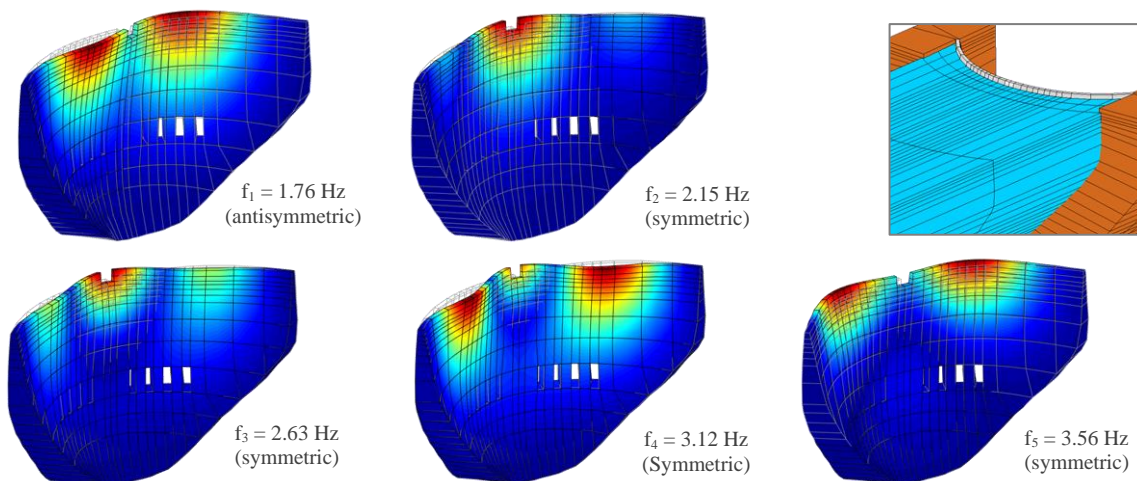 f₁ = 1.76 Hz
(antisymmetric)
f₂ = 2.15 Hz
(symmetric)
f₃ = 2.63 Hz
(symmetric)
f₄ = 3.12 Hz
(Symmetric)
f₅ = 3.56 Hz
(symmetric)